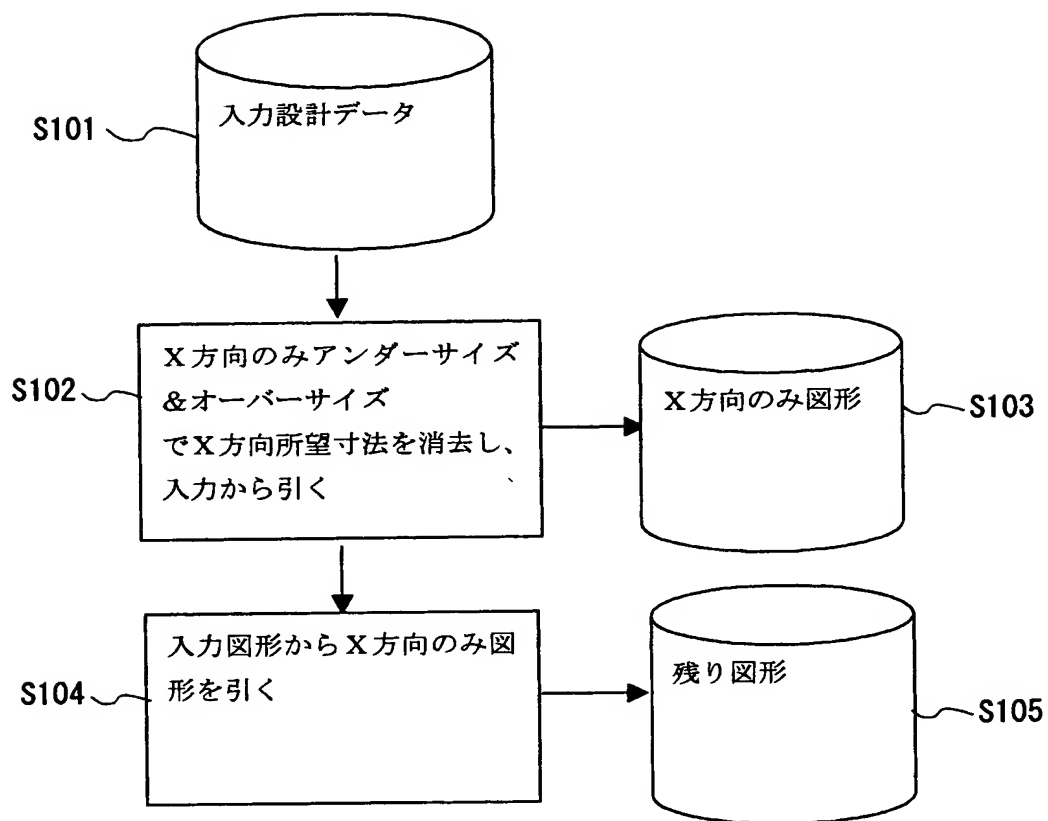 S101
入力設計データ
S102
X方向のみアンダーサイズ
&オーバーサイズ
でX方向所望寸法を消去し、
入力から引く
X方向のみ図形
S103
S104
入力図形からX方向のみ図
形を引く
残り図形
S105